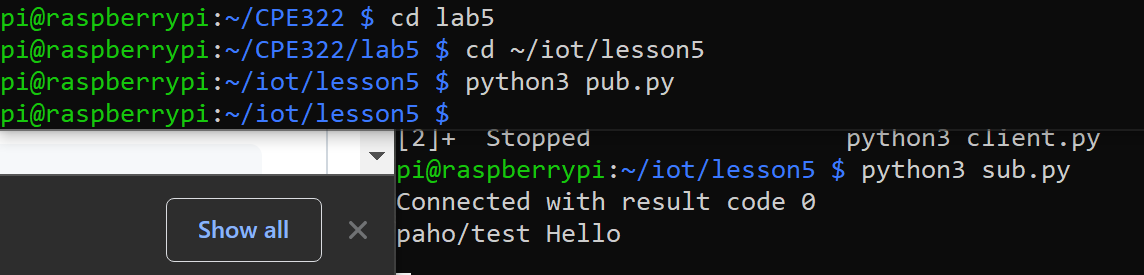 pi@raspberrypi:~/CPE322 $ cd lab5
pi@raspberrypi:~/CPE322/lab5 $ cd ~/iot/lesson5
pi@raspberrypi:~/iot/lesson5 $ python3 pub.py
pi@raspberrypi:~/iot/lesson5 $
[2]+  Stopped                 python3 client.py
pi@raspberrypi:~/iot/lesson5 $ python3 sub.py
Connected with result code 0
paho/test Hello
Show all